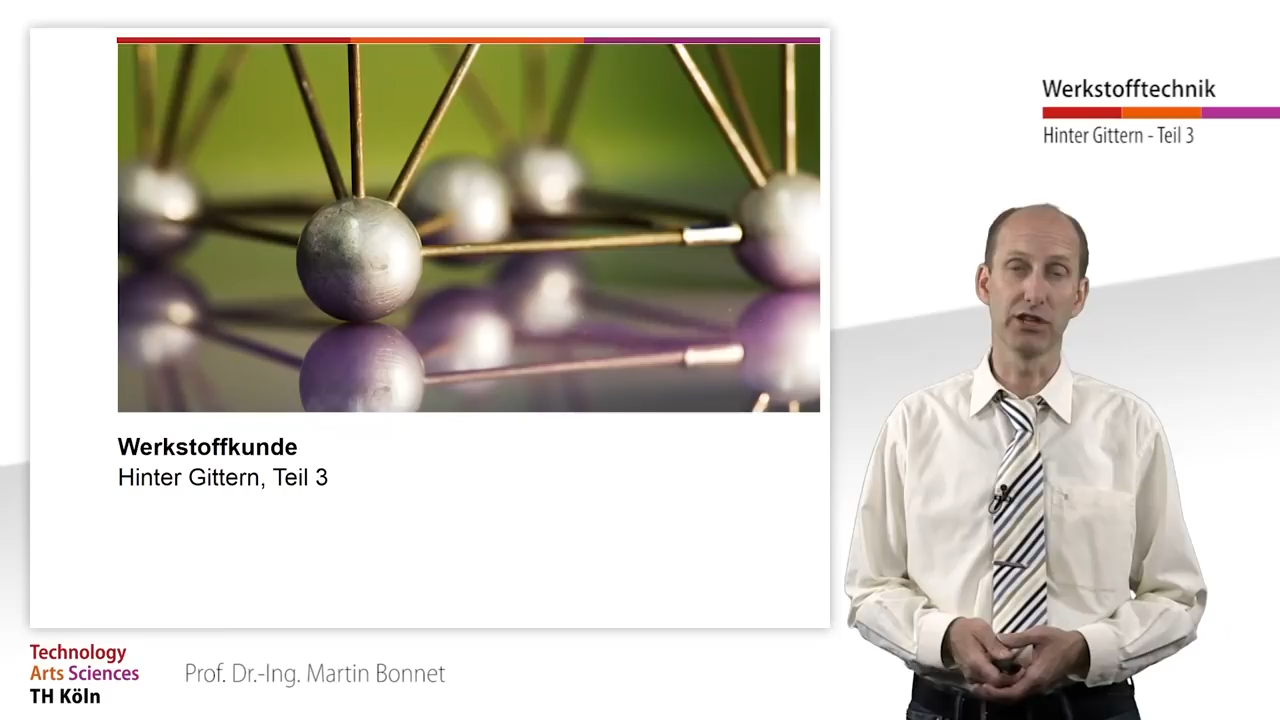 Werkstofftechnik
Hinter Gittern - Teil 3
Werkstoffkunde
Hinter Gittern, Teil 3
Technology
Arts Sciences
TH Köln
Prof. Dr.-Ing. Martin Bonnet